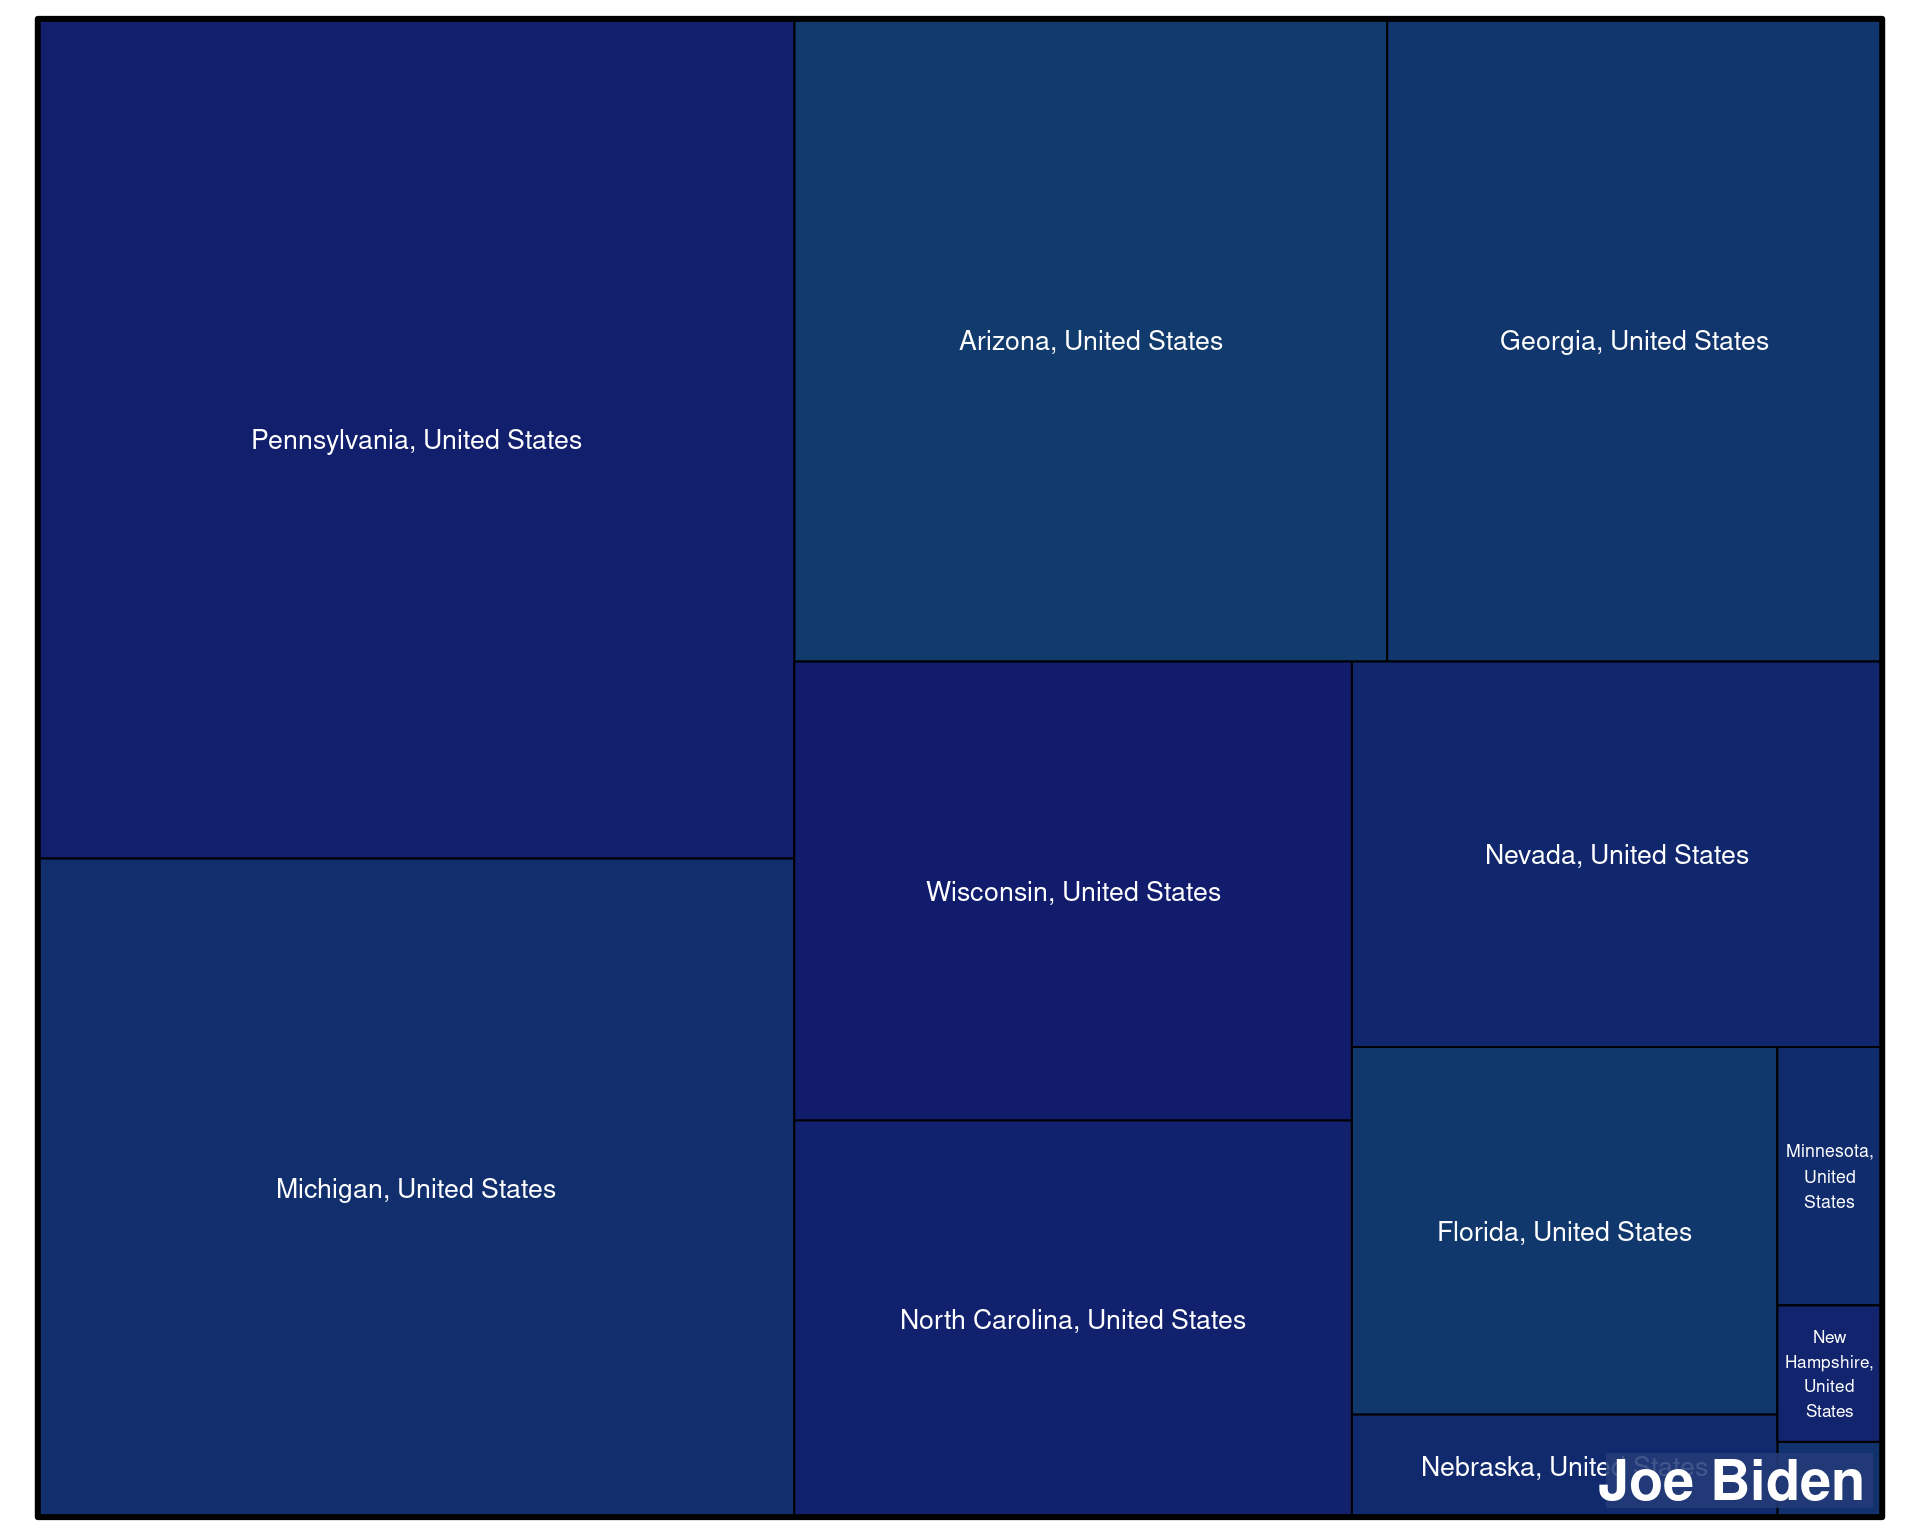 Pennsylvania, United States
Arizona, United States
Georgia, United States
Michigan, United States
Wisconsin, United States
Nevada, United States
North Carolina, United States
Florida, United States
Minnesota,
United
States
New
Hampshire,
United
States
Nebraska, United States
Joe Biden